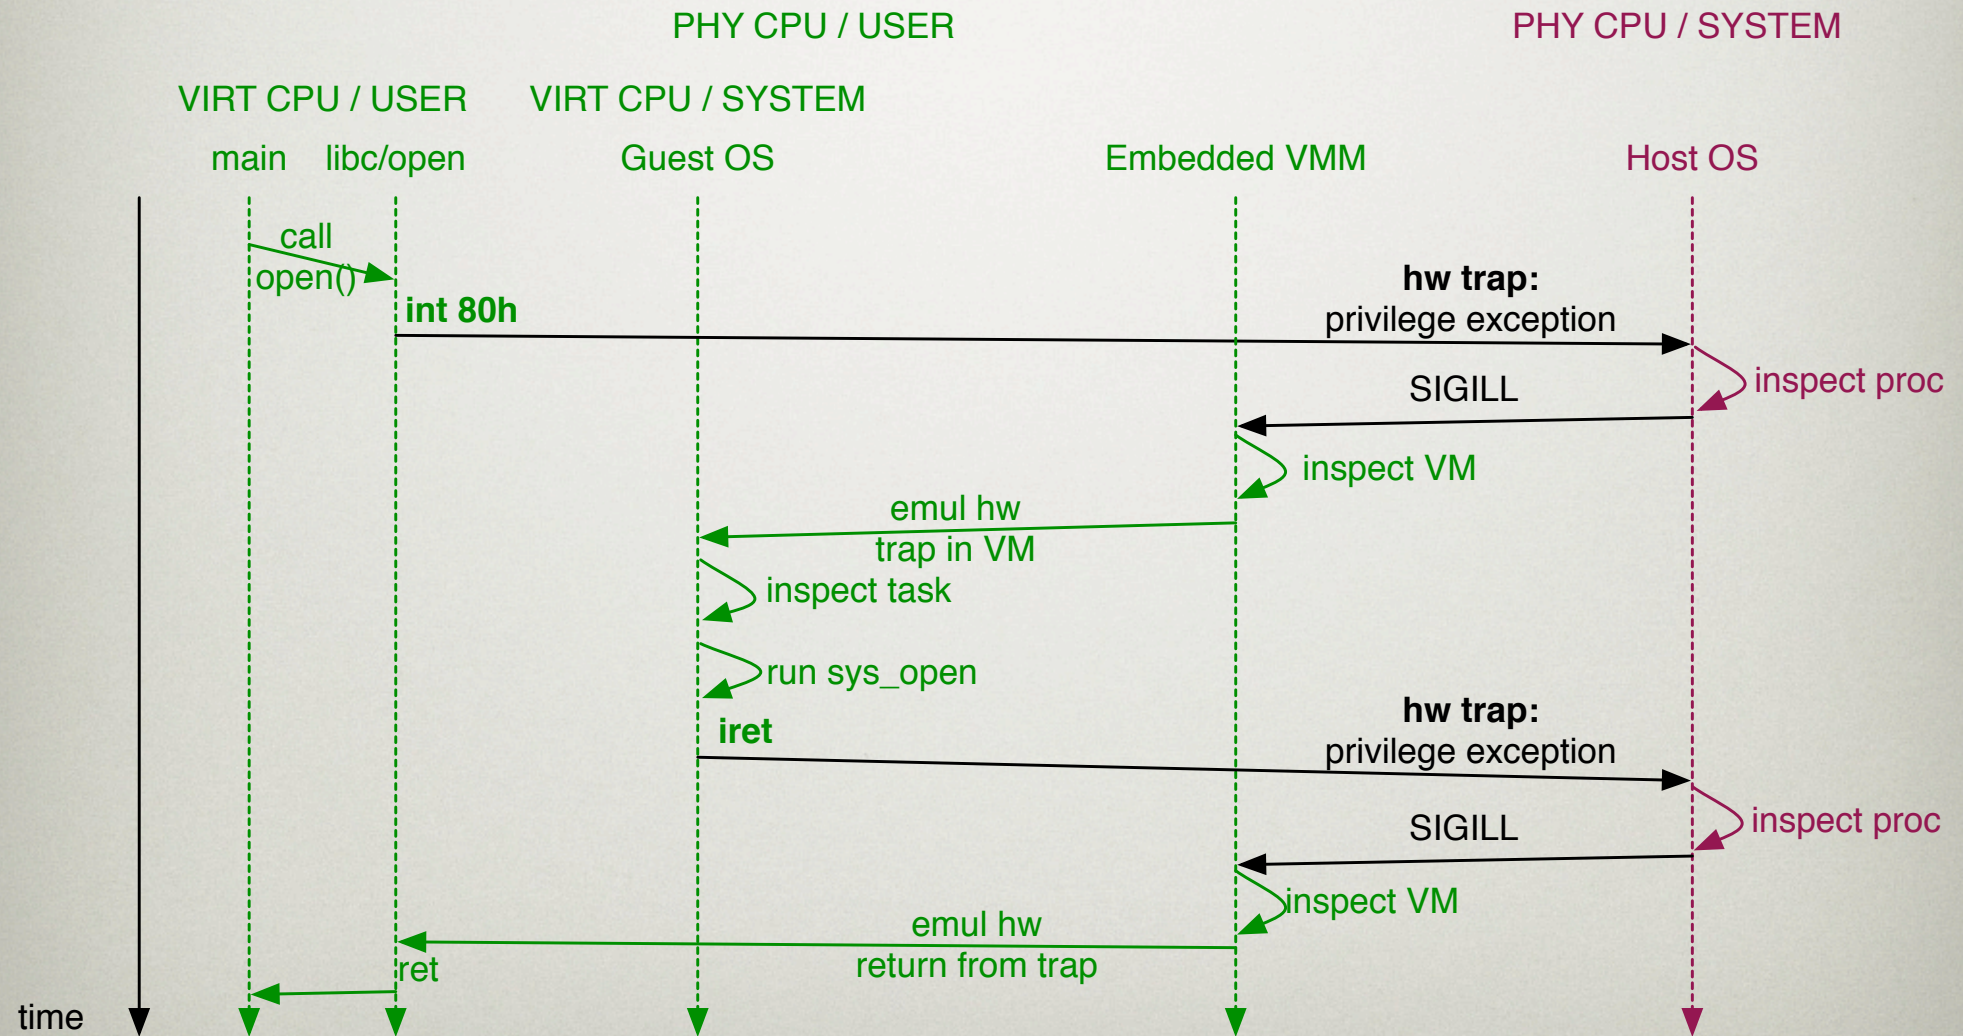 PHY CPU / USER
PHY CPU / SYSTEM
VIRT CPU / USER
VIRT CPU / SYSTEM
main
libc/open
Guest OS
Embedded VMM
Host OS
call
open()
int 80h
hw trap:
privilege exception
inspect proc
SIGILL
inspect VM
emul hw
trap in VM
inspect task
run sys_open
iret
hw trap:
privilege exception
inspect proc
SIGILL
inspect VM
emul hw
return from trap
ret
time